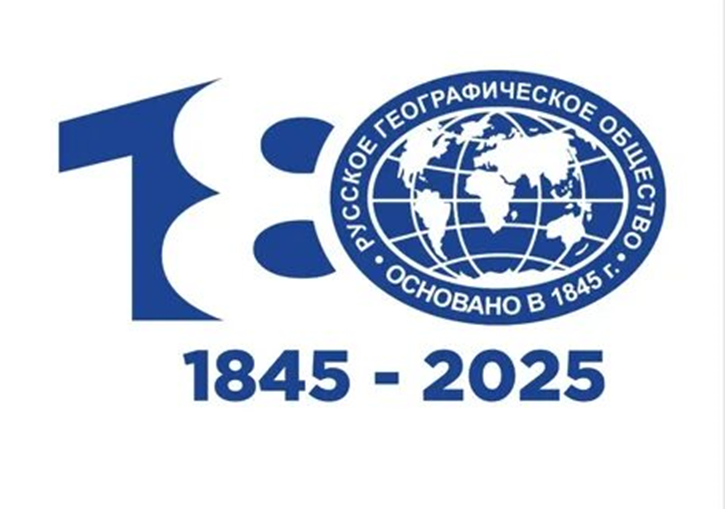 180
РУССКОЕ ГЕОГРАФИЧЕСКОЕ ОБЩЕСТВО
• ОСНОВАНО В 1845 г. •
1845 - 2025